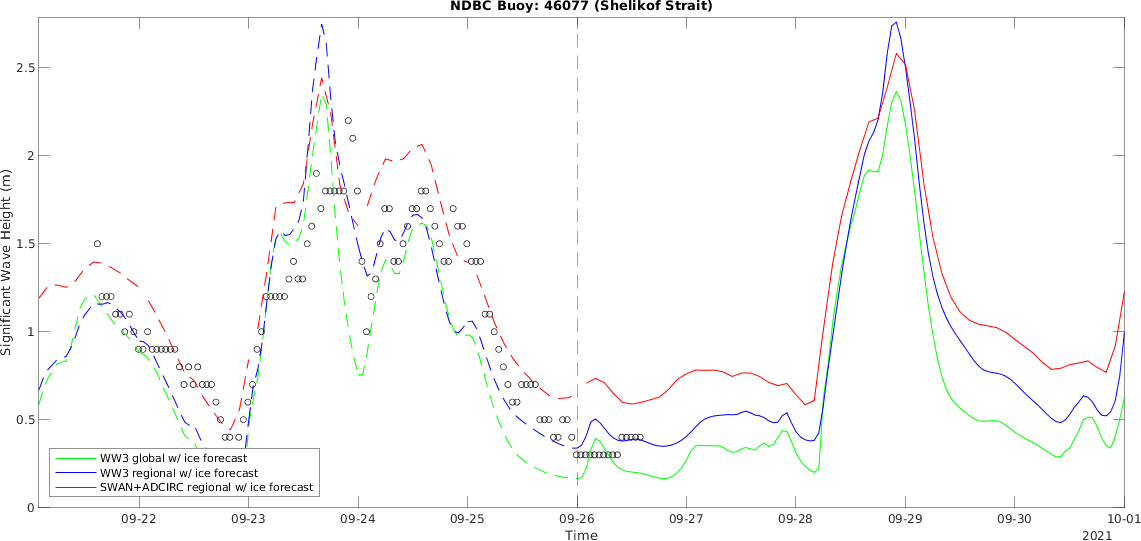 NDBC Buoy: 46077 (Shelikof Strait)
Significant Wave Height (m)
2.5
2
1.5
1
0.5
0
WW3 global w/ ice forecast
WW3 regional w/ ice forecast
SWAN+ADCIRC regional w/ ice forecast
09-22 09-23 09-24 09-25 09-26 09-27 09-28 09-29 09-30 10-01
Time
2021